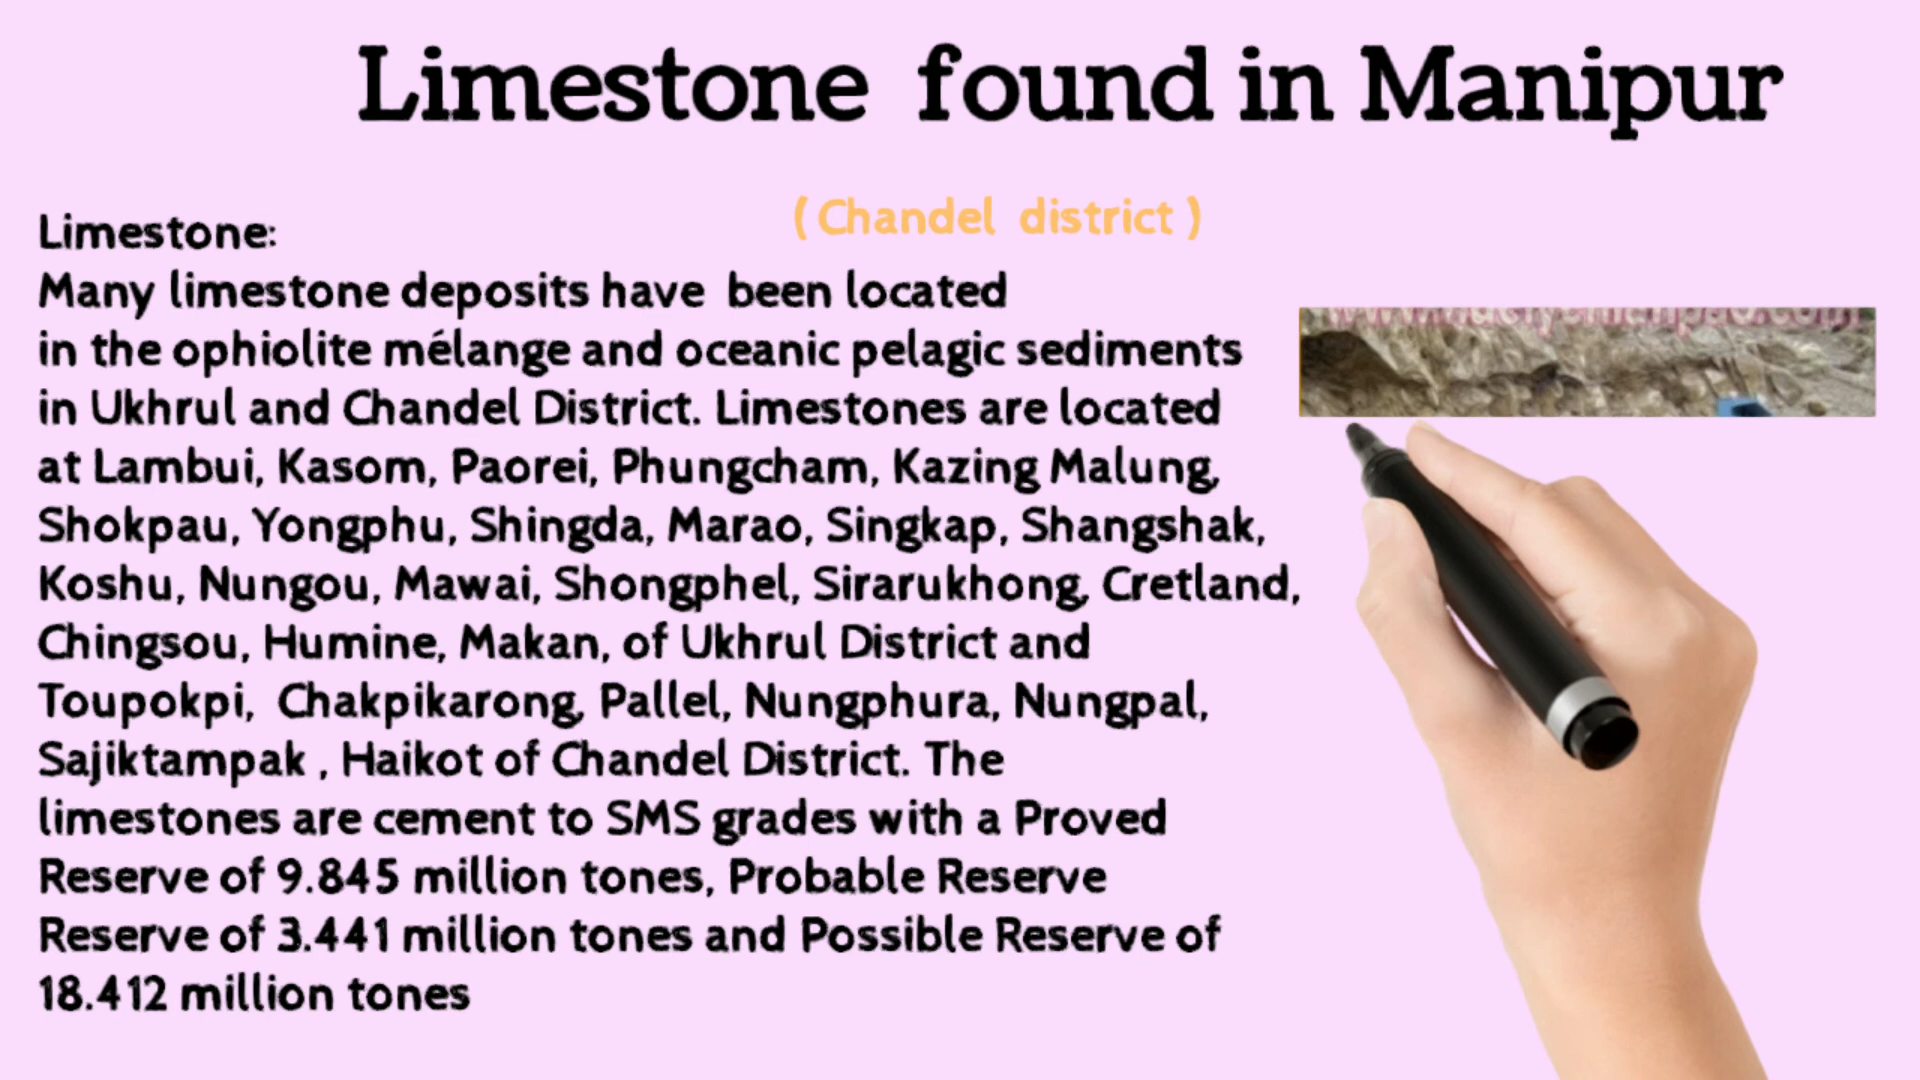 Limestone found in Manipur
( Chandel district )
Limestone:
Many limestone deposits have been located
in the ophiolite mélange and oceanic pelagic sediments
in Ukhrul and Chandel District. Limestones are located
at Lambui, Kasom, Paorei, Phungcham, Kazing Malung,
Shokpau, Yongphu, Shingda, Marao, Singkap, Shangshak,
Koshu, Nungou, Mawai, Shongphel, Sirarukhong, Cretland,
Chingsou, Humine, Makan, of Ukhrul District and
Toupokpi, Chakpikarong, Pallel, Nungphura, Nungpal,
Sajiktampak , Haikot of Chandel District. The
limestones are cement to SMS grades with a Proved
Reserve of 9.845 million tones, Probable Reserve
Reserve of 3.441 million tones and Possible Reserve of
18.412 million tones